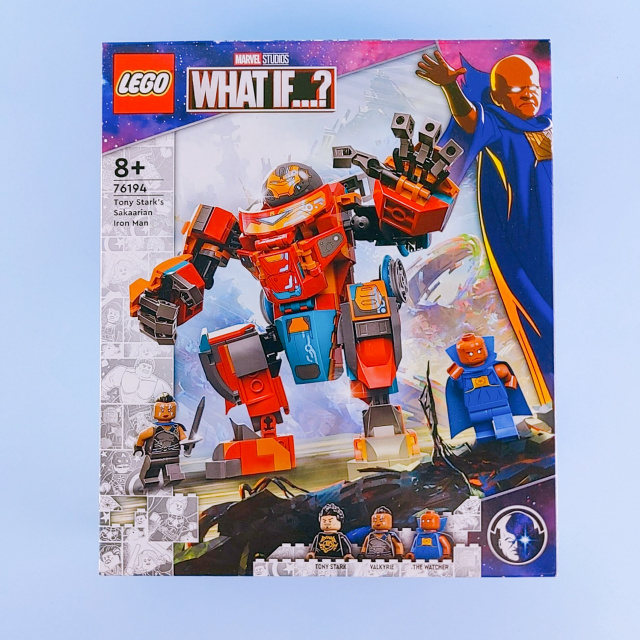 LEGO
MARVEL STUDIOS
WHAT IF...?
8+
76194
Tony Stark's
Sakaarian
Iron Man
TONY STARK VALKYRIE THE WATCHER